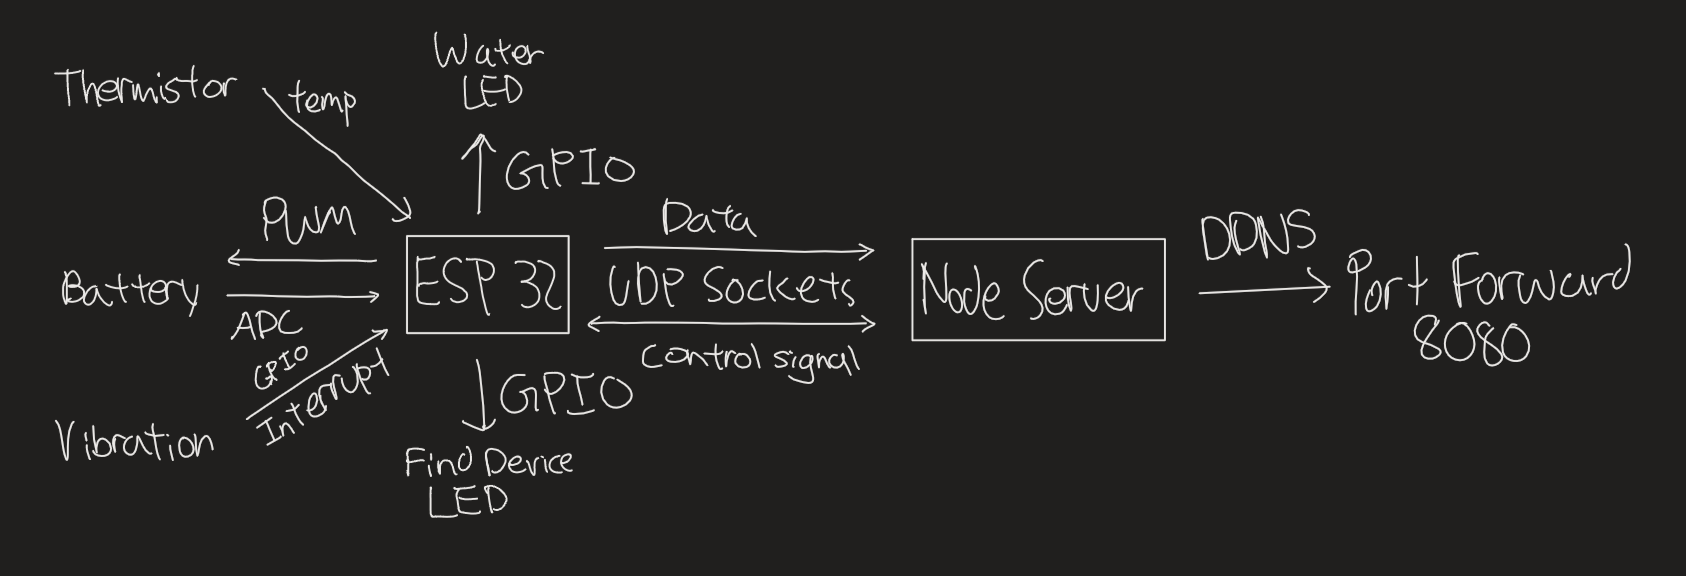 Water
LED
Thermistor
temp
GPIO
PWM
Data
DDNS
Battery
ESP 32
UDP Sockets
Node Server
Port Forward
8080
ADC
GPIO
Interrupt
Control signal
GPIO
Vibration
Find Device
LED